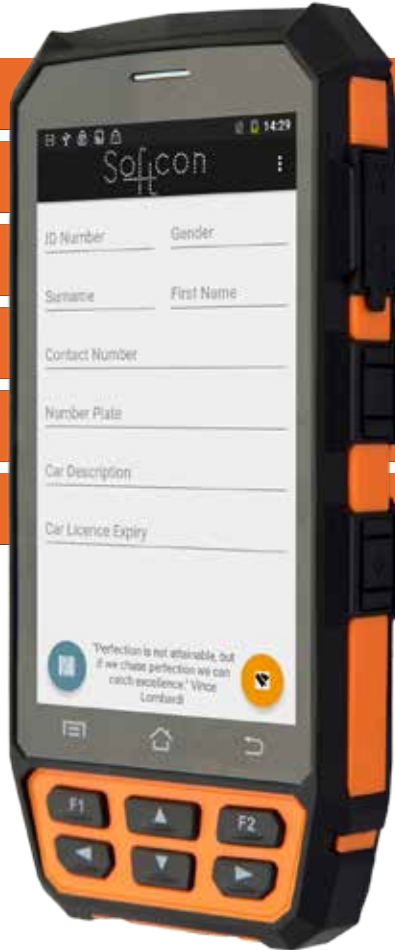 14:29
Softcon
ID Number Gender
Surname First Name
Contact Number
Number Plate
Car Description
Car Licence Expiry
"Perfection is not attainable, but
if we chase perfection we can
catch excellence." Vince
Lombardi
F1 F2